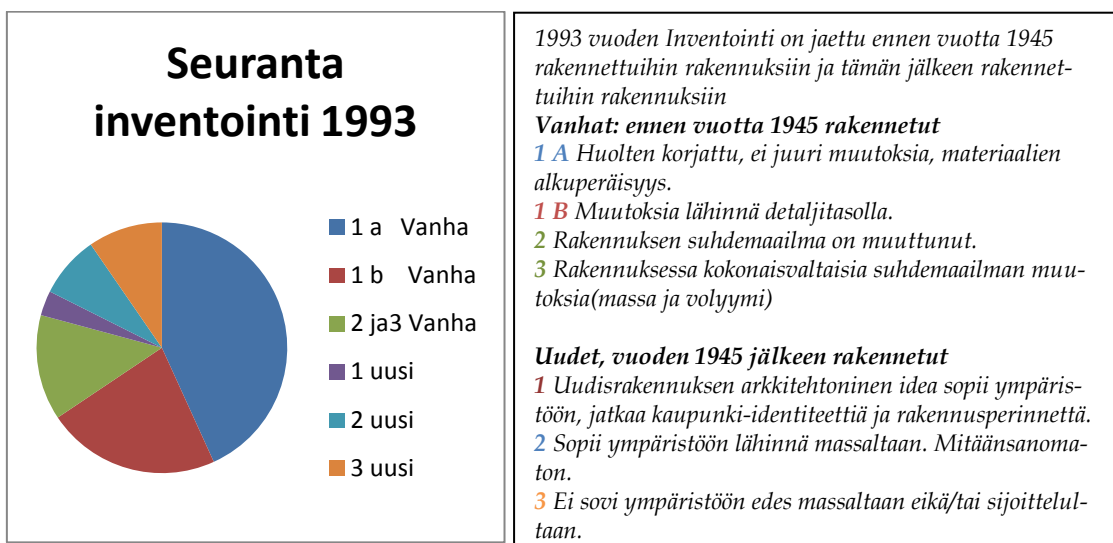 Seuranta
inventointi 1993
1 a Vanha
1 b Vanha
2 ja3 Vanha
1 uusi
2 uusi
3 uusi
1993 vuoden Inventointi on jaettu ennen vuotta 1945
rakennettuihin rakennuksiin ja tämän jälkeen rakennet-
tuihin rakennuksiin
Vanhat: ennen vuotta 1945 rakennetut
1 A Huolten korjattu, ei juuri muutoksia, materiaalien
alkuperäisyys.
1 B Muutoksia lähinnä detaljitasolla.
2 Rakennuksen suhdemaailma on muuttunut.
3 Rakennuksessa kokonaisvaltaisia suhdemaailman muu-
toksia(massa ja volyymi)
Uudet, vuoden 1945 jälkeen rakennetut
1 Uudisrakennuksen arkkitehtoninen idea sopii ympäris-
töön, jatkaa kaupunki-identiteettiä ja rakennusperinnettä.
2 Sopii ympäristöön lähinnä massaltaan. Mitäänsanoma-
ton.
3 Ei sovi ympäristöön edes massaltaan eikä/tai sijoittelul-
taan.